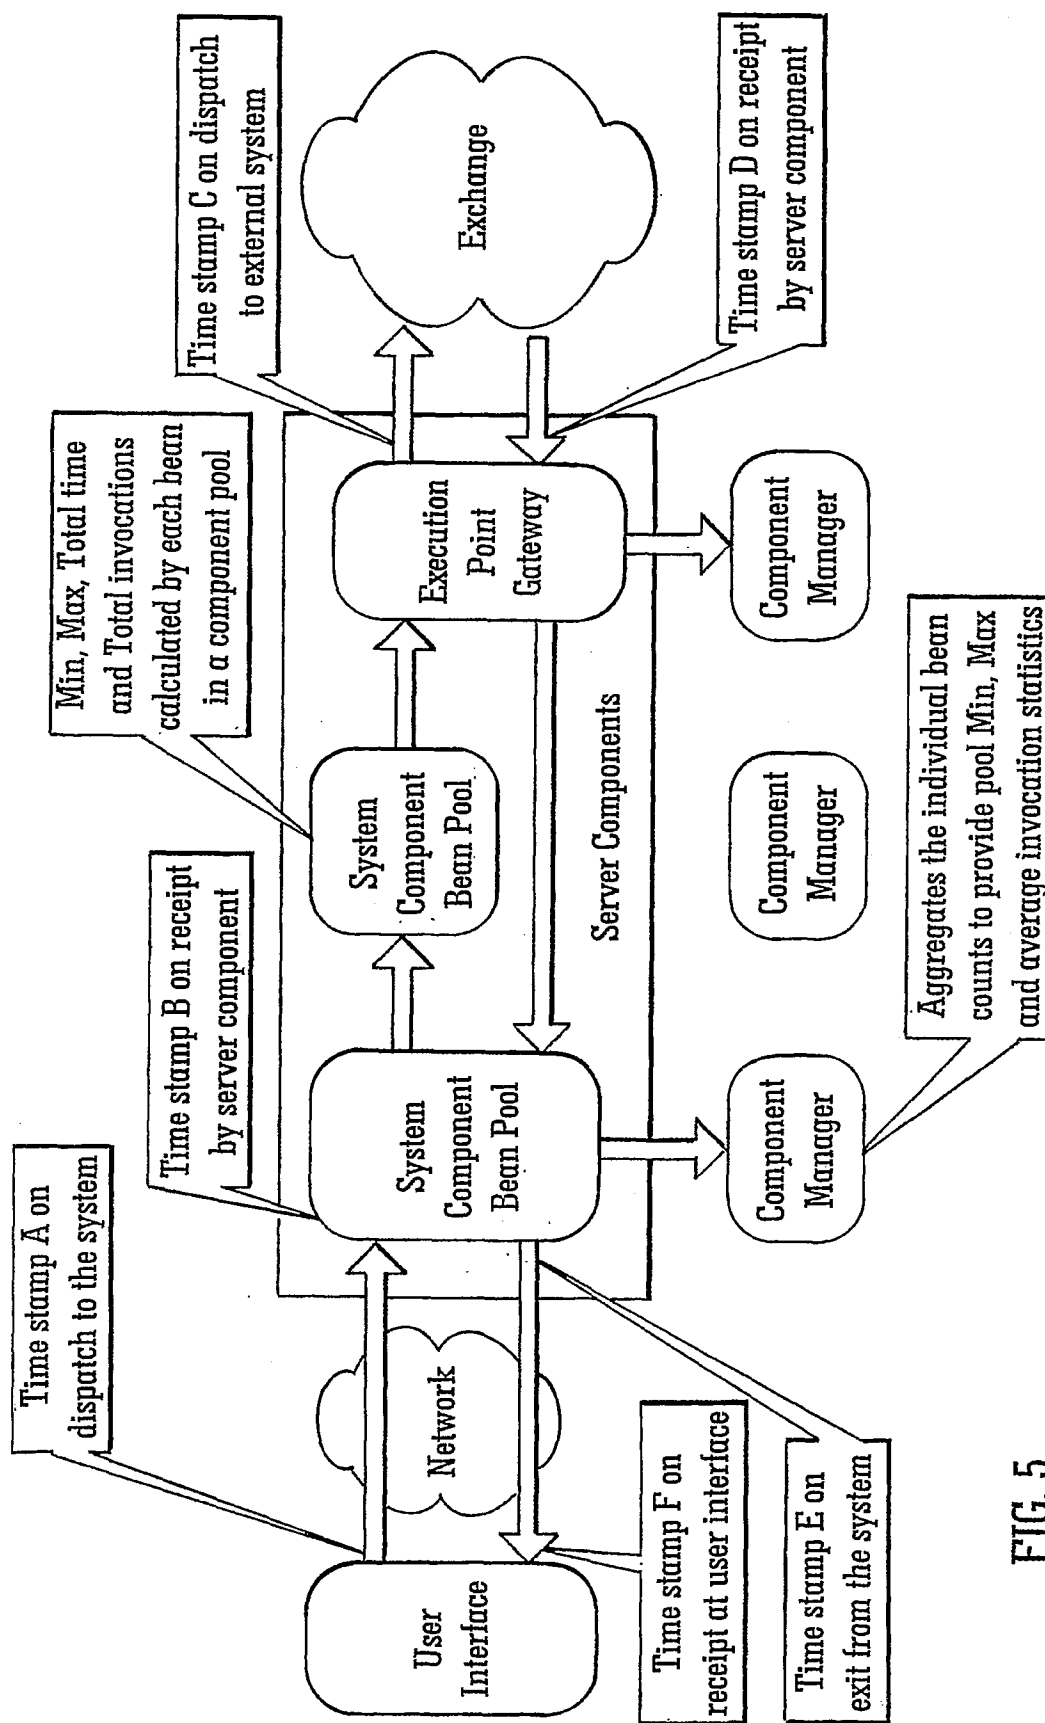 Time stamp A on
dispatch to the system
Time stamp B on receipt
by server component
Min, Max, Total time
and Total invocations
calculated by each bean
in a component pool
Time stamp C on dispatch
to external system
User
Interface
Network
System
Component
Bean Pool
System
Component
Bean Pool
Execution
Point
Gateway
Exchange
Server Components
Time stamp F on
receipt at user interface
Time stamp E on
exit from the system
Component
Manager
Component
Manager
Component
Manager
Time stamp D on receipt
by server component
Aggregates the individual bean
counts to provide pool Min, Max
and average invocation statistics
FIG. 5